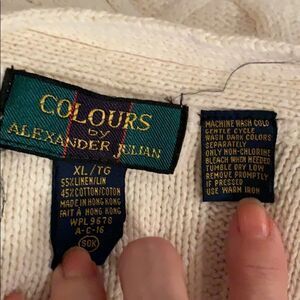 COLOURS
BY
ALEXANDER JULIAN
XL/TG
55%LINEN/LIN
45%COTTON/COTON
MADE IN HONG KONG
FAIT À HONG KONG
WPL 9678
A-C-16
SOK
MACHINE WASH COLD
GENTLE CYCLE
WASH DARK COLORS
SEPARATELY
ONLY NON-CHLORINE
BLEACH WHEN NEEDED
TUMBLE DRY LOW
REMOVE PROMPTLY
IF PRESSED
USE WARM IRON